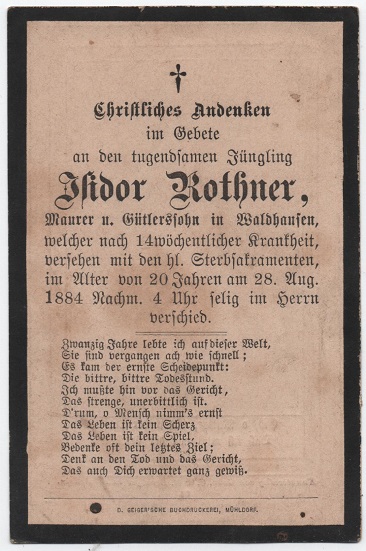 Christliches Andenken
im Gebete
an den tugendsamen Jüngling
Isidor Rothner,
Maurer u. Gütlerssohn in Waldhausen,
welcher nach 14wöchentlicher Krankheit,
versehen mit den hl. Sterbsakramenten,
im Alter von 20 Jahren am 28. Aug.
1884 Nachm. 4 Uhr selig im Herrn
verschied.
Zwanzig Jahre lebte ich auf dieser Welt,
Sie sind vergangen ach wie schnell;
Es kam der ernste Scheidepunkt:
Die bittre, bittre Todesstund.
Ich mußte hin vor das Gericht,
Das strenge, unerbittlich ist.
D'rum, o Mensch nimm's ernst
Das Leben ist kein Scherz
Das Leben ist kein Spiel.
Bedenke oft dein letztes Ziel;
Denk an den Tod und das Gericht,
Das auch Dich erwartet ganz gewiß.
D. GEIGER'SCHE BUCHDRUCKEREI, MÜHLDORF.